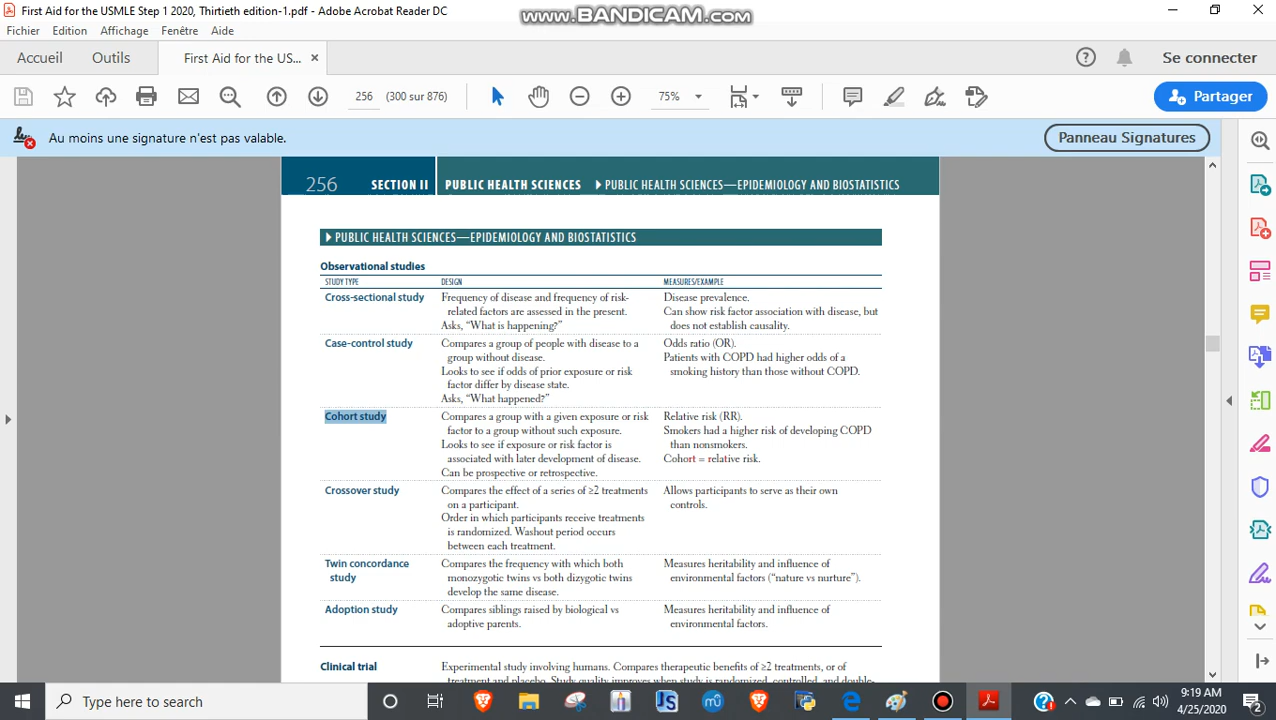 First Aid for the USMLE Step 1 2020, Thirtieth edition-1.pdf - Adobe Acrobat Reader DC
www.BANDICAM.com
Fichier Edition Affichage Fenêtre Aide
Accueil Outils First Aid for the US... × Se connecter
256 (300 sur 876) 75% Partager
Au moins une signature n'est pas valable. Panneau Signatures
256 SECTION II PUBLIC HEALTH SCIENCES ▶ PUBLIC HEALTH SCIENCES—EPIDEMIOLOGY AND BIOSTATISTICS
▶ PUBLIC HEALTH SCIENCES—EPIDEMIOLOGY AND BIOSTATISTICS
Observational studies
STUDY TYPE DESIGN MEASURES/EXAMPLE
Cross-sectional study Frequency of disease and frequency of risk- Disease prevalence.
related factors are assessed in the present. Can show risk factor association with disease, but
Asks, “What is happening?” does not establish causality.
Case-control study Compares a group of people with disease to a Odds ratio (OR).
group without disease. Patients with COPD had higher odds of a
Looks to see if odds of prior exposure or risk smoking history than those without COPD.
factor differ by disease state.
Asks, “What happened?”
Cohort study Compares a group with a given exposure or risk Relative risk (RR).
factor to a group without such exposure. Smokers had a higher risk of developing COPD
Looks to see if exposure or risk factor is than nonsmokers.
associated with later development of disease. Cohort = relative risk.
Can be prospective or retrospective.
Crossover study Compares the effect of a series of ≥2 treatments Allows participants to serve as their own
on a participant. controls.
Order in which participants receive treatments
is randomized. Washout period occurs
between each treatment.
Twin concordance Compares the frequency with which both Measures heritability and influence of
study monozygotic twins vs both dizygotic twins environmental factors (“nature vs nurture”).
develop the same disease.
Adoption study Compares siblings raised by biological vs Measures heritability and influence of
adoptive parents. environmental factors.
Clinical trial Experimental study involving humans. Compares therapeutic benefits of ≥2 treatments, or of
treatment and placebo. Study quality improves when study is randomized, controlled, and double-
Type here to search 9:19 AM
4/25/2020 2